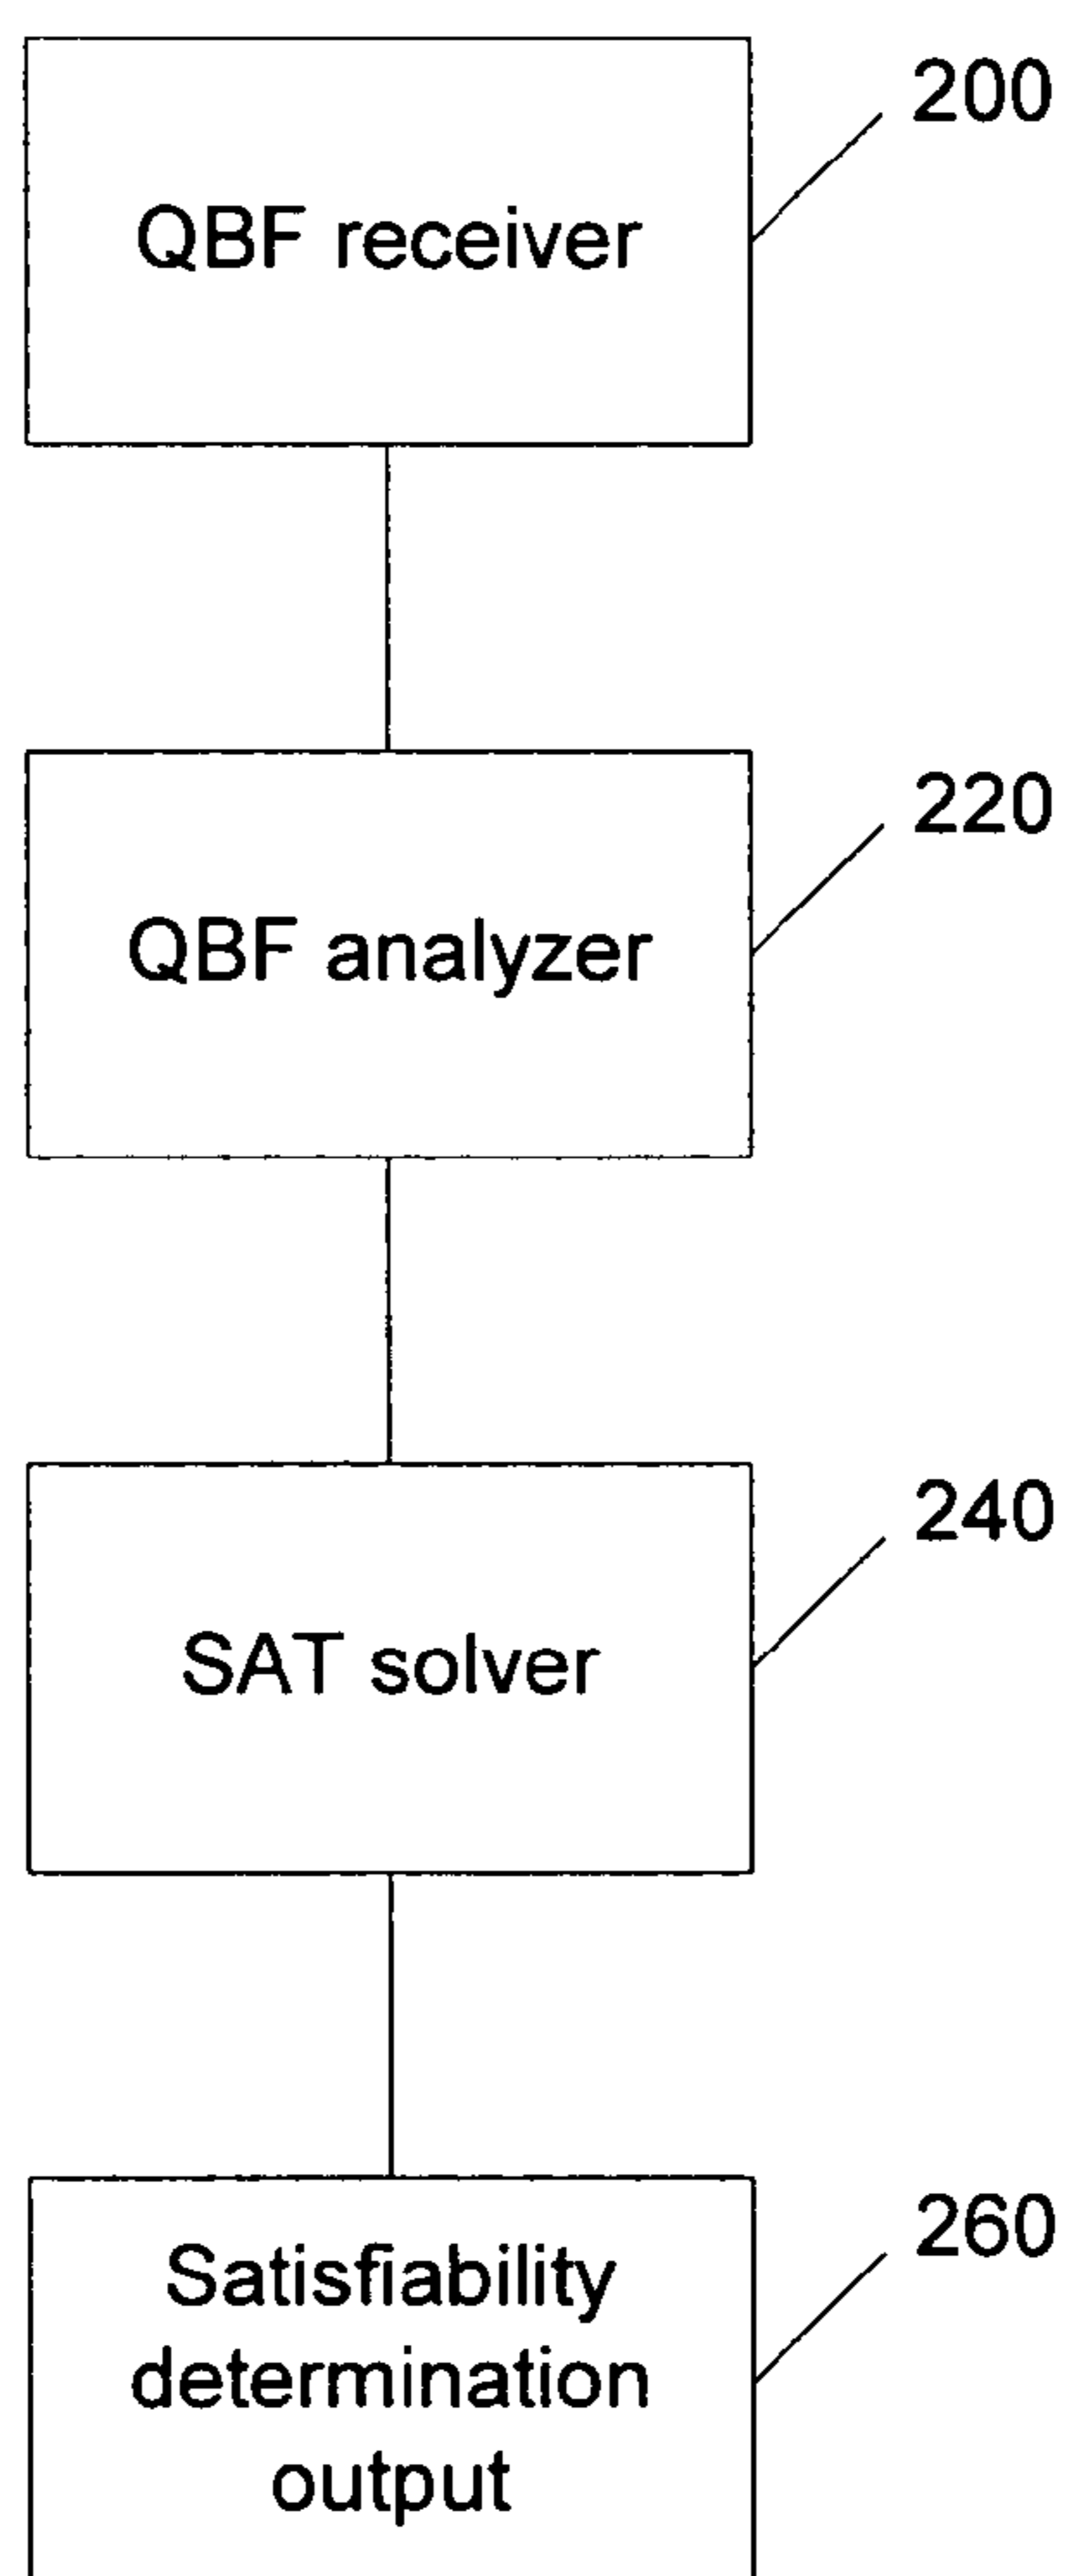 200
QBF receiver
220
QBF analyzer
240
SAT solver
260
Satisfiability
determination
output